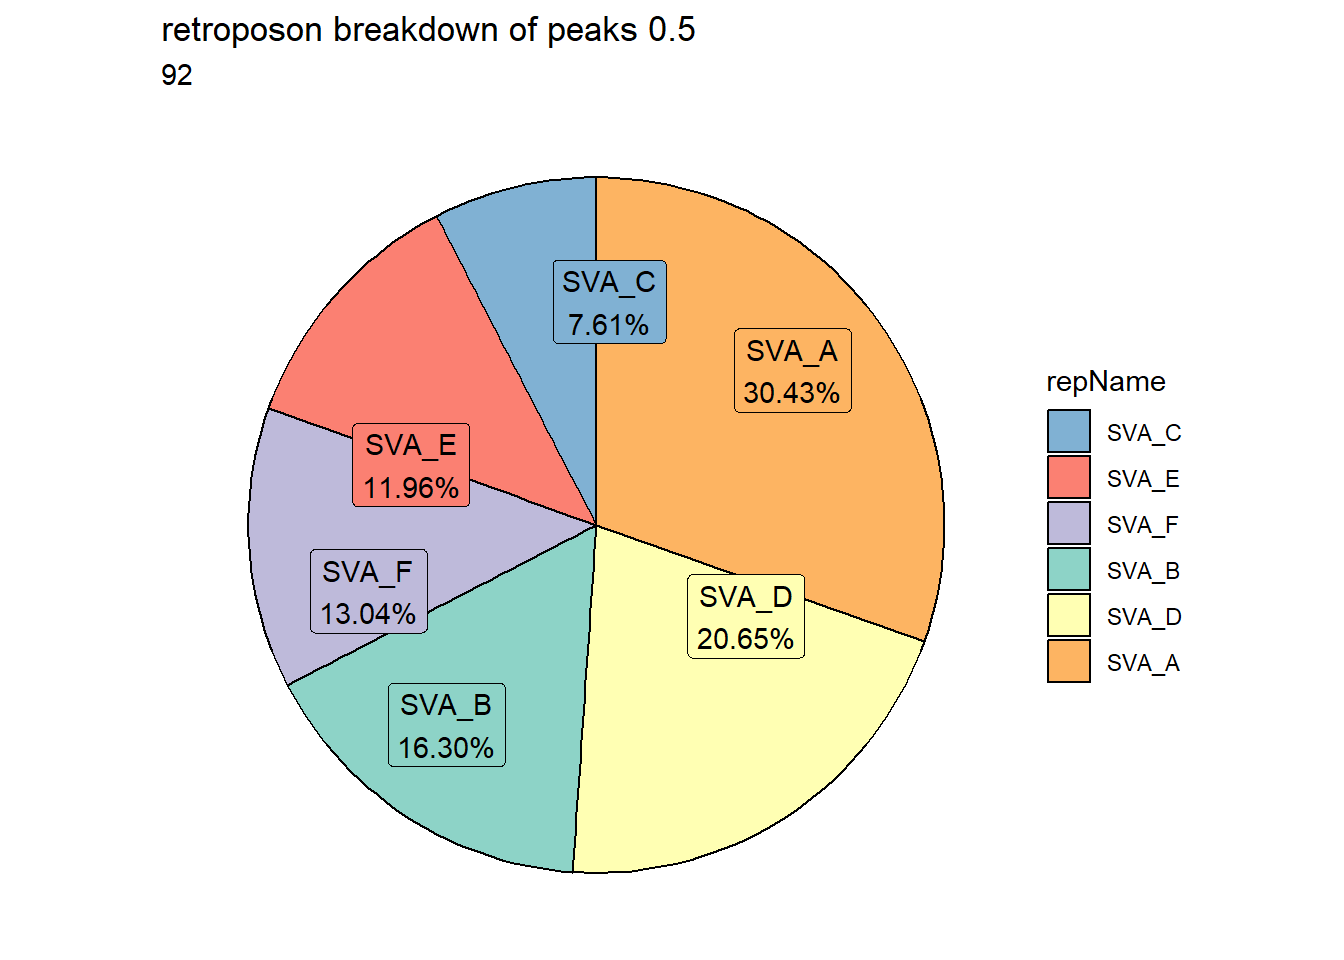 retroposon breakdown of peaks 0.5
92
SVA_C
7.61%
SVA_A
30.43%
SVA_E
11.96%
SVA_F
13.04%
SVA_D
20.65%
SVA_B
16.30%
repName
SVA_C
SVA_E
SVA_F
SVA_B
SVA_D
SVA_A